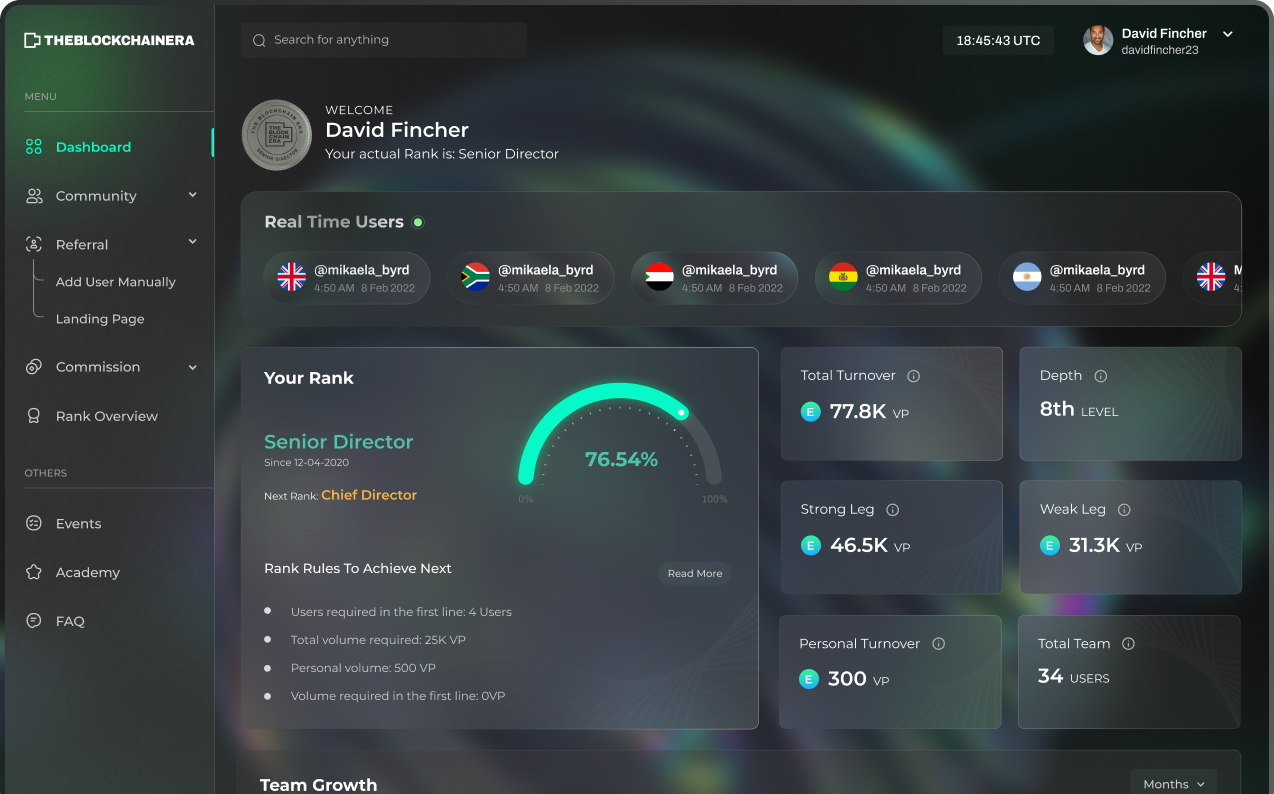 THEBLOCKCHAINERA
Search for anything
18:45:43 UTC
David Fincher
davidfincher23
MENU
Dashboard
Community
Referral
Add User Manually
Landing Page
Commission
Rank Overview
OTHERS
Events
Academy
FAQ
THE BLOCKCHAIN ERA
THE
BLOCK
CHAIN
ERA
SENIOR DIRECTOR
WELCOME
David Fincher
Your actual Rank is: Senior Director
Real Time Users
@mikaela_byrd
4:50 AM 8 Feb 2022
@mikaela_byrd
4:50 AM 8 Feb 2022
@mikaela_byrd
4:50 AM 8 Feb 2022
@mikaela_byrd
4:50 AM 8 Feb 2022
@mikaela_byrd
4:50 AM 8 Feb 2022
Your Rank
Senior Director
Since 12-04-2020
Next Rank: Chief Director
76.54%
0%
100%
Rank Rules To Achieve Next
Read More
Users required in the first line: 4 Users
Total volume required: 25K VP
Personal volume: 500 VP
Volume required in the first line: 0VP
Total Turnover
E 77.8K VP
Depth
8th LEVEL
Strong Leg
E 46.5K VP
Weak Leg
E 31.3K VP
Personal Turnover
E 300 VP
Total Team
34 USERS
Team Growth
Months